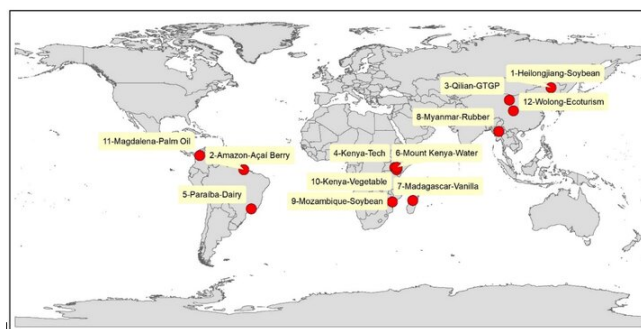 1-Heilongjiang-Soybean
3-Qilian-GTGP
12-Wolong-Ecoturism
8-Myanmar-Rubber
11-Magdalena-Palm Oil
2-Amazon-Açaí Berry
4-Kenya-Tech
6-Mount Kenya-Water
5-Paraiba-Dairy
10-Kenya-Vegetable
7-Madagascar-Vanilla
9-Mozambique-Soybean